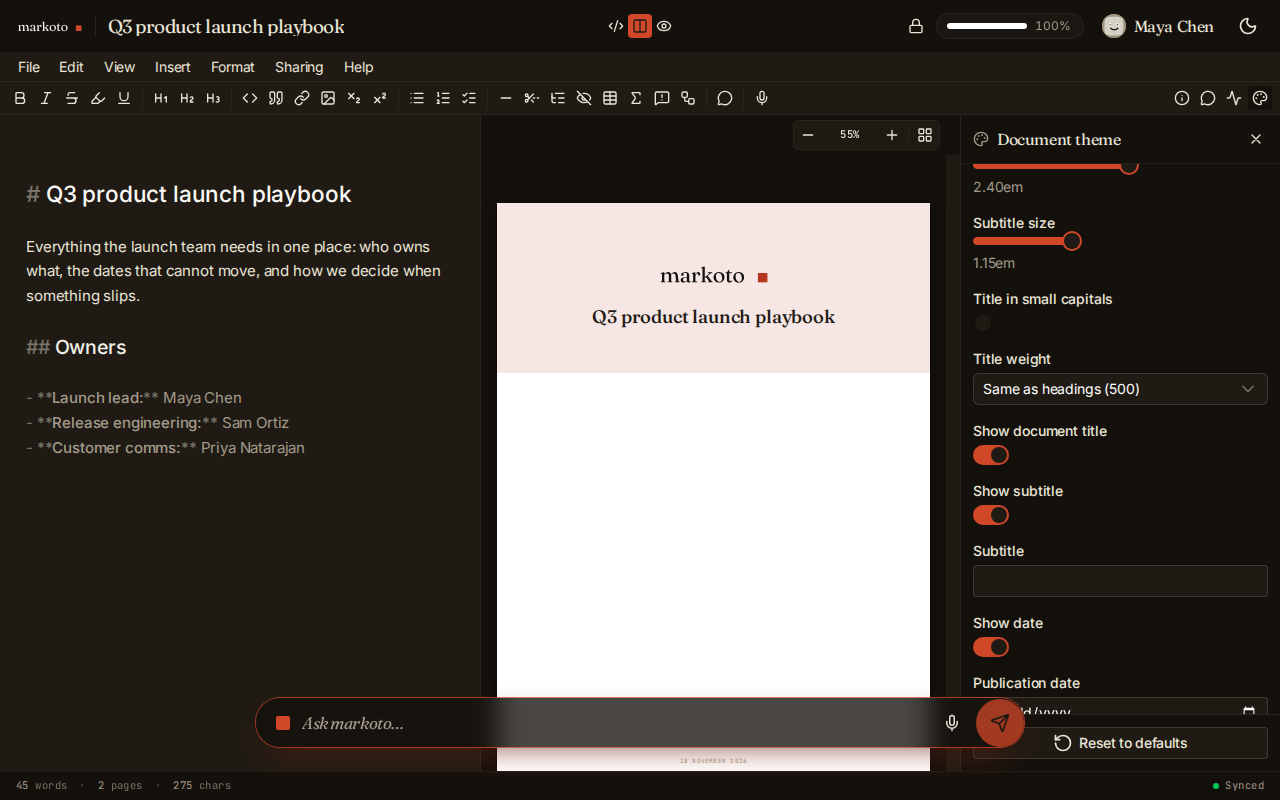 markoto
Q3 product launch playbook
100%
Maya Chen
File Edit View Insert Format Sharing Help
H1 H2 H3
55%
Document theme
# Q3 product launch playbook
Everything the launch team needs in one place: who owns
what, the dates that cannot move, and how we decide when
something slips.
## Owners
- **Launch lead:** Maya Chen
- **Release engineering:** Sam Ortiz
- **Customer comms:** Priya Natarajan
markoto
Q3 product launch playbook
18 NOVEMBER 2026
2.40em
Subtitle size
1.15em
Title in small capitals
Title weight
Same as headings (500)
Show document title
Show subtitle
Subtitle
Show date
Publication date
Reset to defaults
Ask markoto...
45 words · 2 pages · 275 chars
Synced